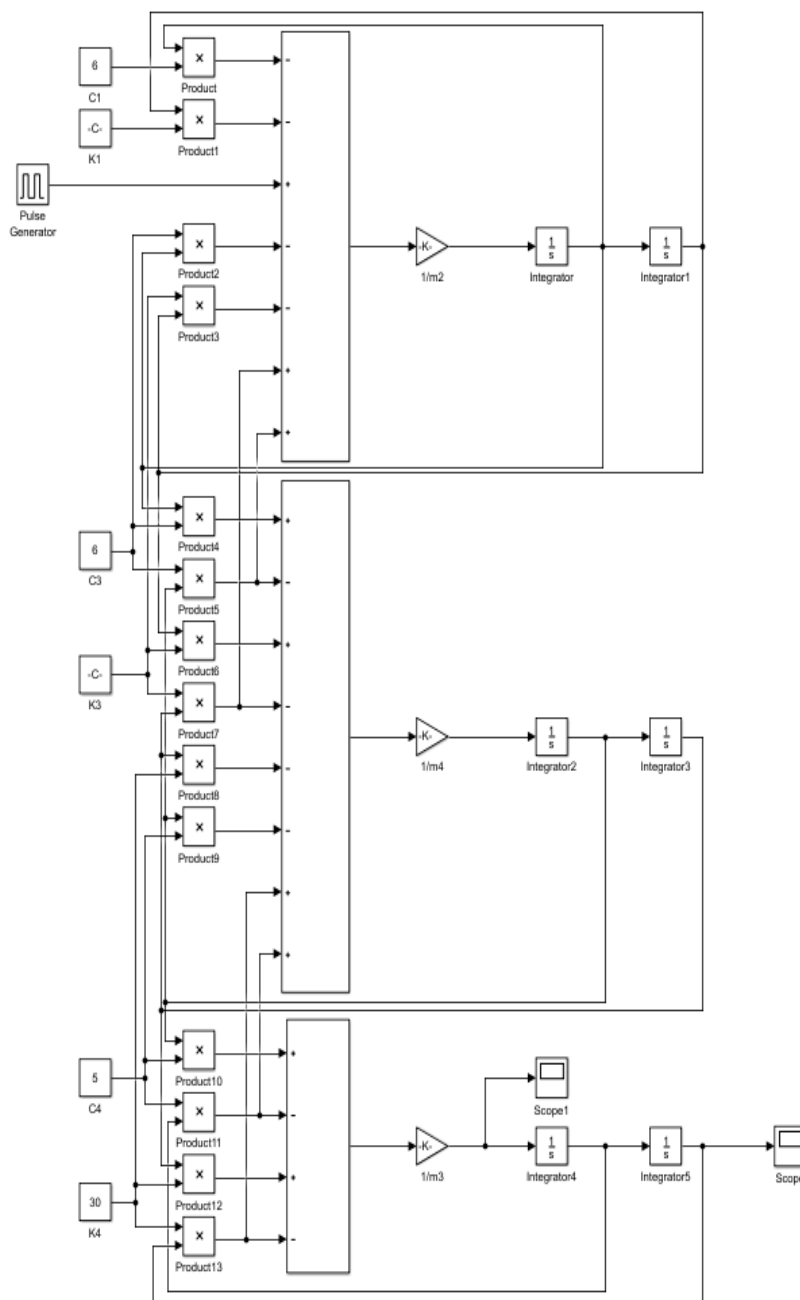 6
C1
×
Product
-C-
K1
×
Product1
Pulse
Generator
×
Product2
×
Product3
-K-
1/m2
1
s
Integrator
1
s
Integrator1
-
-
+
-
-
+
+
6
C3
-C-
K3
×
Product4
×
Product5
×
Product6
×
Product7
×
Product8
×
Product9
+
-
+
-
-
-
+
+
-K-
1/m4
1
s
Integrator2
1
s
Integrator3
5
C4
30
K4
×
Product10
×
Product11
×
Product12
×
Product13
+
-
+
-
-K-
1/m3
Scope1
1
s
Integrator4
1
s
Integrator5